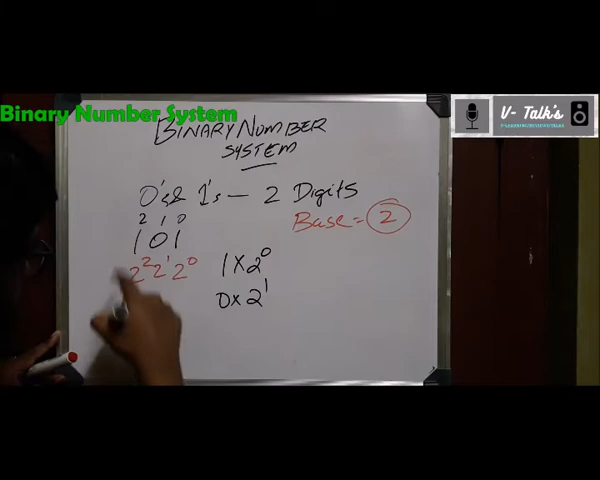 Binary Number System
V- Talk's
BINARY NUMBER
SYSTEM
0's & 1's — 2 Digits
Base = 2
2 1 0
1 0 1
2² 2¹ 2⁰
1 X 2⁰
0 X 2¹